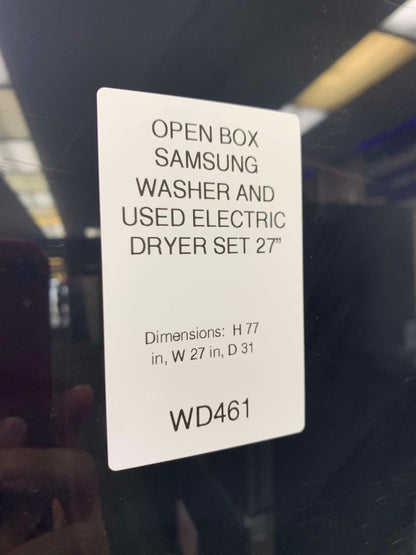 OPEN BOX
SAMSUNG
WASHER AND
USED ELECTRIC
DRYER SET 27”
Dimensions: H 77
in, W 27 in, D 31
WD461